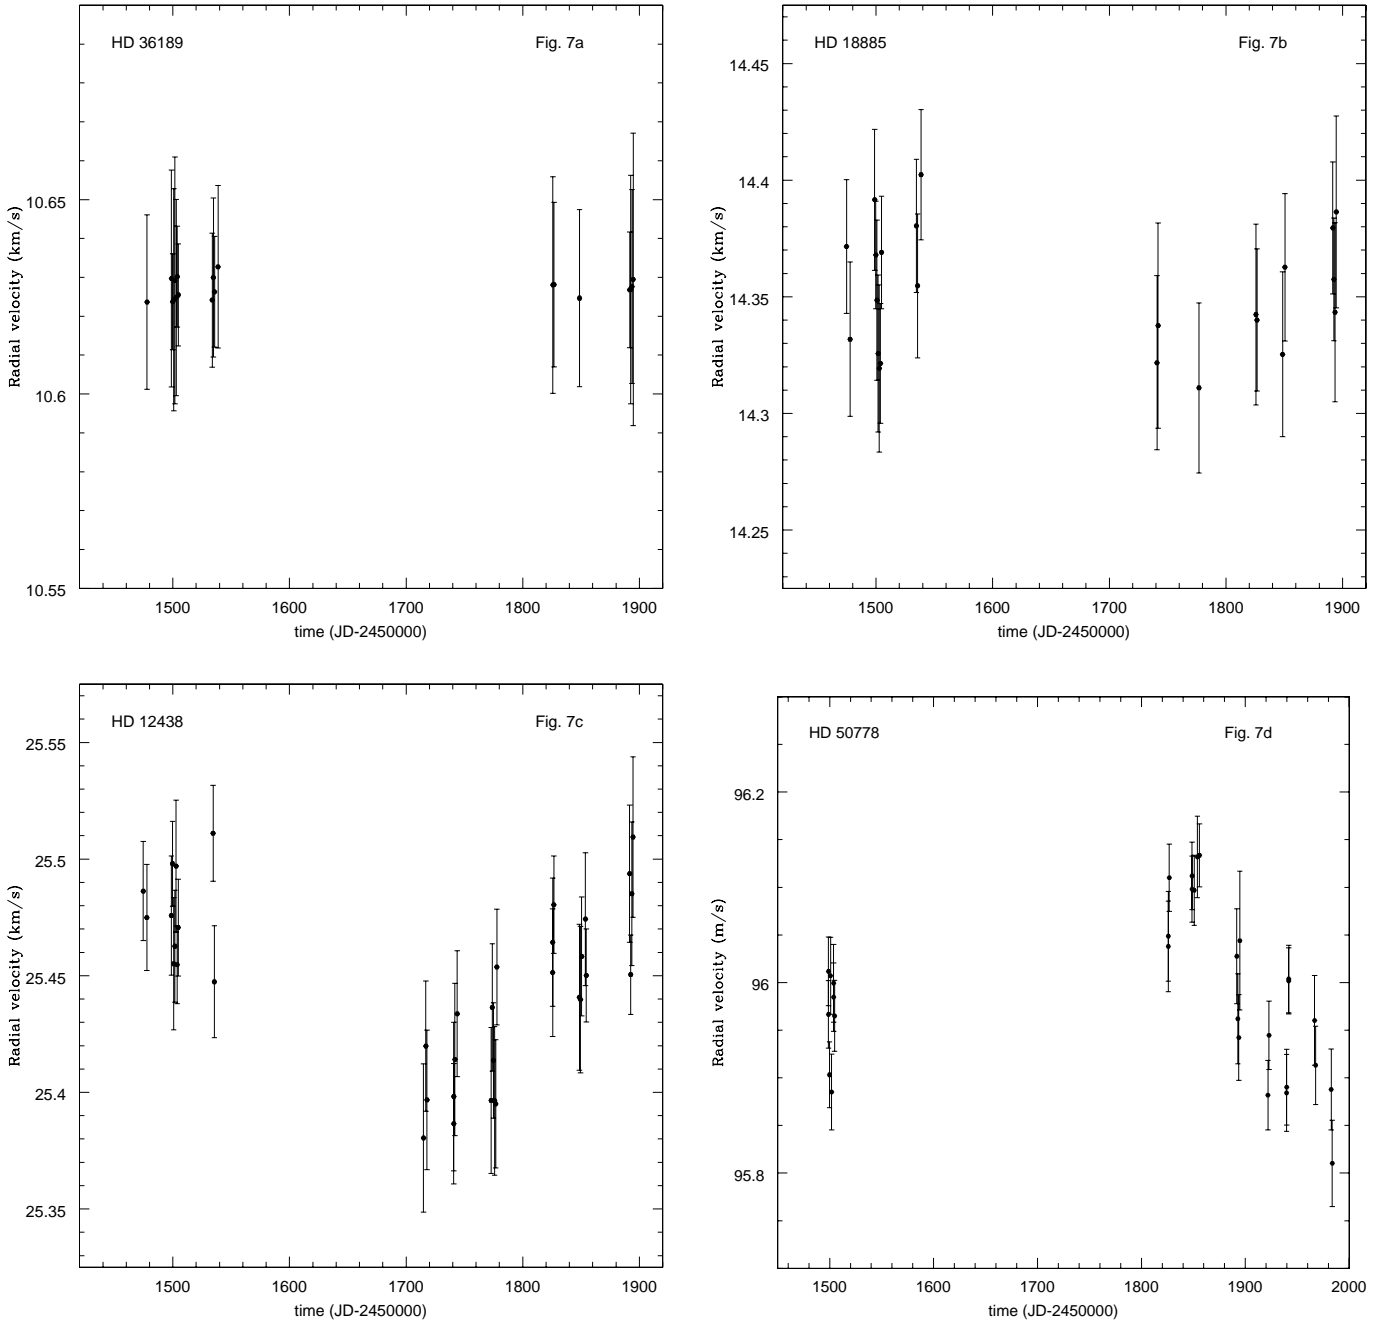 HD 36189
Fig. 7a
10.65
10.6
10.55
Radial velocity (km/s)
1500 1600 1700 1800 1900
time (JD-2450000)
HD 18885
Fig. 7b
14.45
14.4
14.35
14.3
14.25
Radial velocity (km/s)
1500 1600 1700 1800 1900
time (JD-2450000)
HD 12438
Fig. 7c
25.55
25.5
25.45
25.4
25.35
Radial velocity (km/s)
1500 1600 1700 1800 1900
time (JD-2450000)
HD 50778
Fig. 7d
96.2
96
95.8
Radial velocity (m/s)
1500 1600 1700 1800 1900 2000
time (JD-2450000)